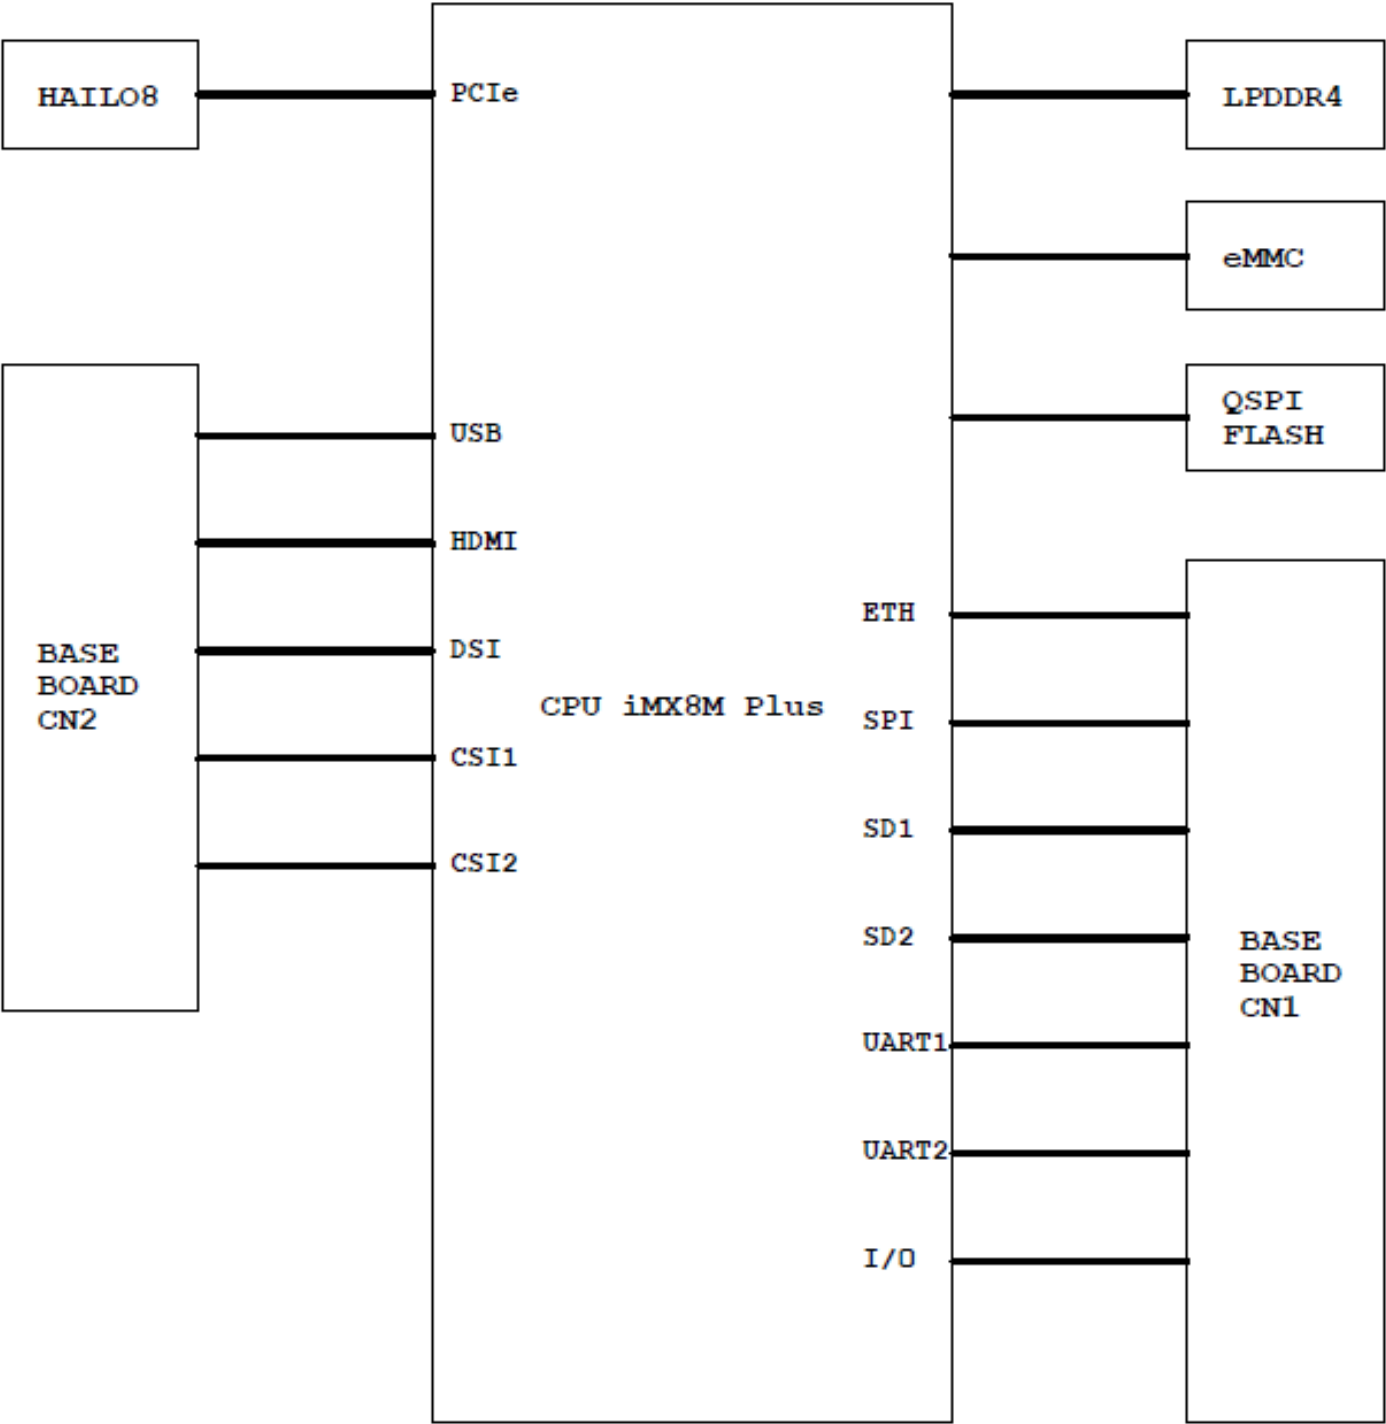 HAILO8
PCIe
LPDDR4
eMMC
QSPI
FLASH
USB
HDMI
DSI
CSI1
CSI2
BASE
BOARD
CN2
CPU iMX8M Plus
ETH
SPI
SD1
SD2
UART1
UART2
I/O
BASE
BOARD
CN1